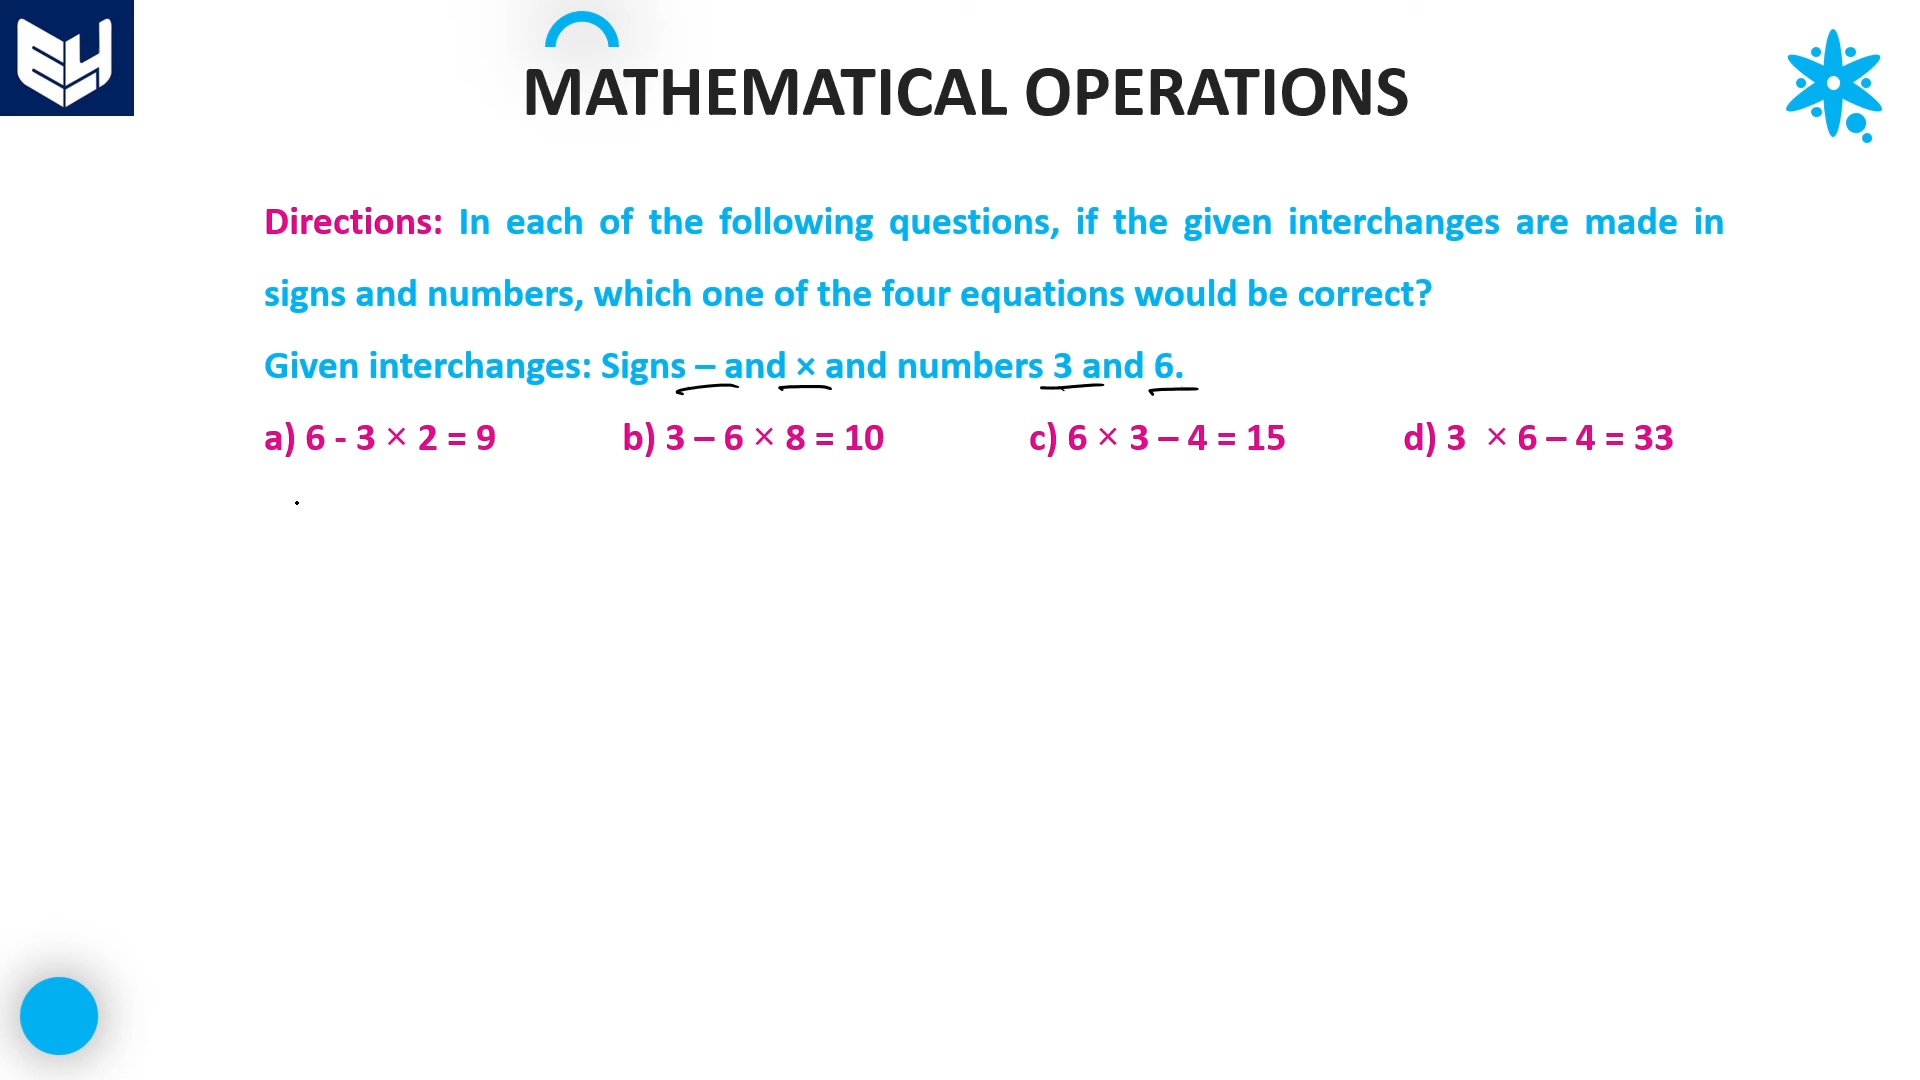 MATHEMATICAL OPERATIONS
Directions: In each of the following questions, if the given interchanges are made in
signs and numbers, which one of the four equations would be correct?
Given interchanges: Signs – and × and numbers 3 and 6.
a) 6 - 3 × 2 = 9 b) 3 – 6 × 8 = 10 c) 6 × 3 – 4 = 15 d) 3 × 6 – 4 = 33